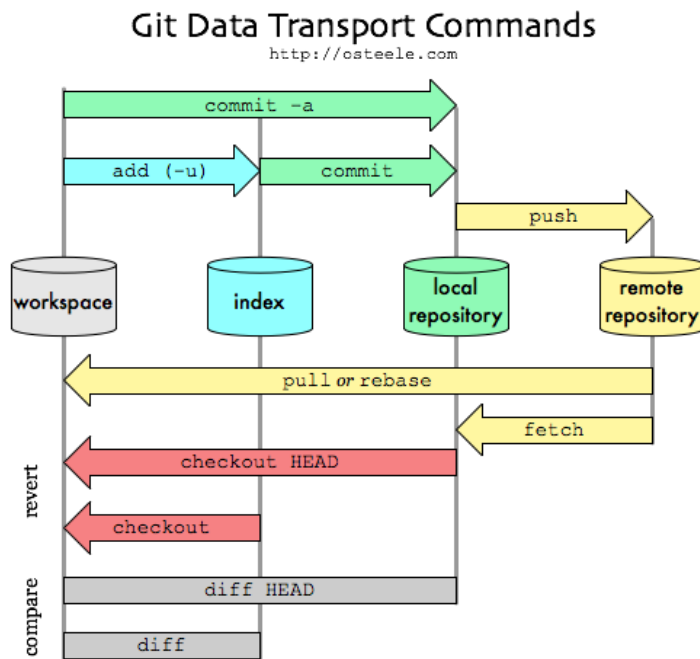 Git Data Transport Commands
http://osteele.com
commit -a
add (-u)
commit
push
workspace
index
local
repository
remote
repository
pull or rebase
fetch
revert
checkout HEAD
checkout
compare
diff HEAD
diff